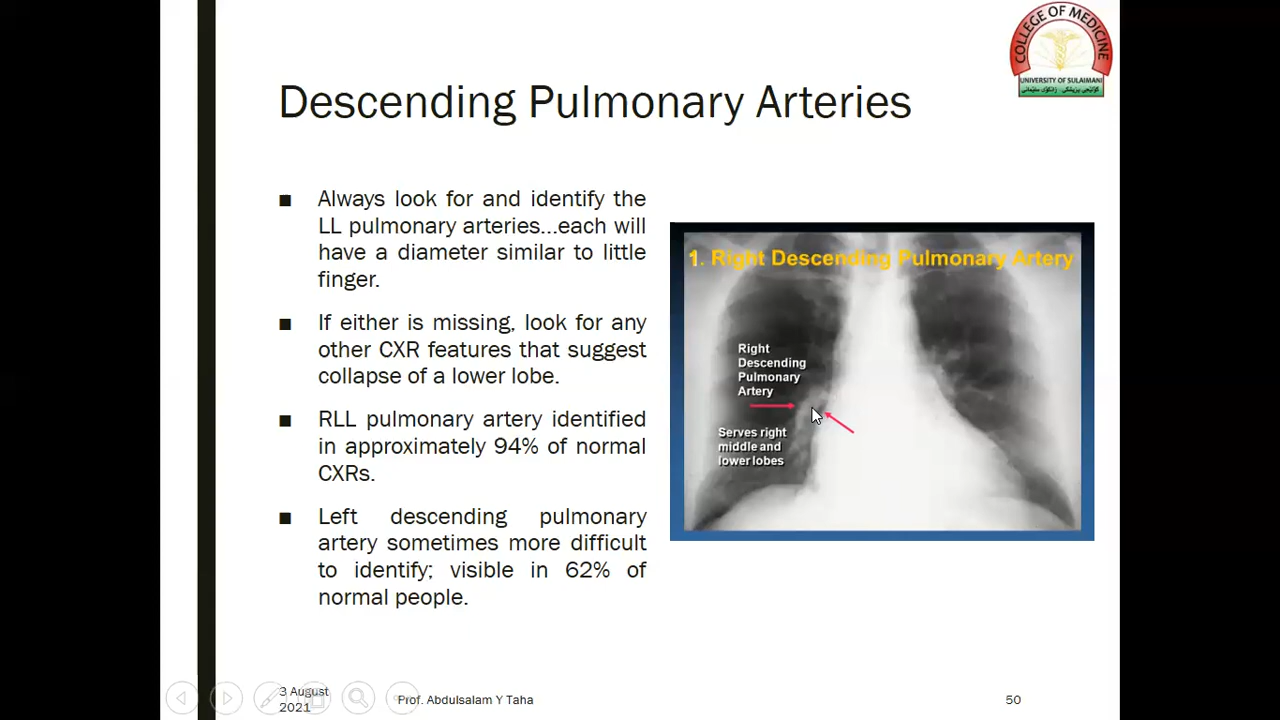 COLLEGE OF MEDICINE
UNIVERSITY OF SULAIMANI
Descending Pulmonary Arteries
■ Always look for and identify the
LL pulmonary arteries...each will
have a diameter similar to little
finger.
■ If either is missing, look for any
other CXR features that suggest
collapse of a lower lobe.
■ RLL pulmonary artery identified
in approximately 94% of normal
CXRs.
■ Left descending pulmonary
artery sometimes more difficult
to identify; visible in 62% of
normal people.
1. Right Descending Pulmonary Artery
Right
Descending
Pulmonary
Artery
Serves right
middle and
lower lobes
3 August
2021
Prof. Abdulsalam Y Taha
50